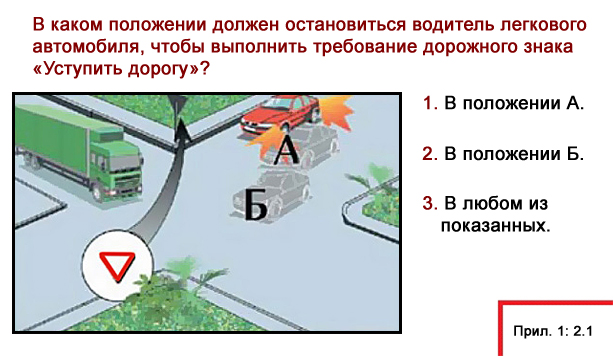 В каком положении должен остановиться водитель легкового
автомобиля, чтобы выполнить требование дорожного знака
«Уступить дорогу»?
1. В положении А.
2. В положении Б.
3. В любом из
показанных.
А
Б
Прил. 1: 2.1